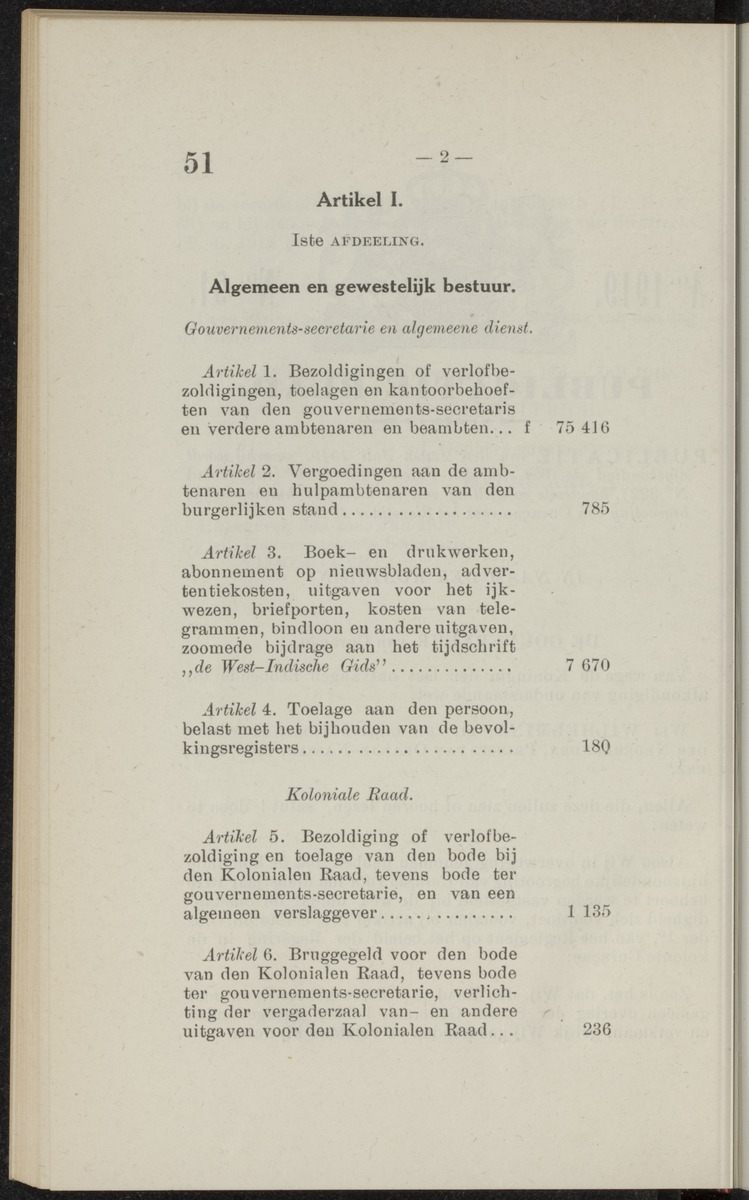 51
— 2 —
Artikel I.
Iste AFDEELING.
Algemeen en gewestelijk bestuur.
Gouvernements-secretarie en algemeene dienst.
Artikel 1. Bezoldigingen of verlofbe-
zoldigingen, toelagen en kantoorbehoef-
ten van den gouvernements-secretaris
en verdere ambtenaren en beambten... f 75 416
Artikel 2. Vergoedingen aan de amb-
tenaren en hulpambtenaren van den
burgerlijken stand................... 785
Artikel 3. Boek- en drukwerken,
abonnement op nieuwsbladen, adver-
tentiekosten, uitgaven voor het ijk-
wezen, briefporten, kosten van tele-
grammen, bindloon en andere uitgaven,
zoomede bijdrage aan het tijdschrift
,,de West-Indische Gids''.............. 7 670
Artikel 4. Toelage aan den persoon,
belast met het bijhouden van de bevol-
kingsregisters........................ 180
Koloniale Raad.
Artikel 5. Bezoldiging of verlofbe-
zoldiging en toelage van den bode bij
den Kolonialen Raad, tevens bode ter
gouvernements-secretarie, en van een
algemeen verslaggever............... 1 135
Artikel 6. Bruggegeld voor den bode
van den Kolonialen Raad, tevens bode
ter gouvernements-secretarie, verlich-
ting der vergaderzaal van- en andere
uitgaven voor den Kolonialen Raad... 236